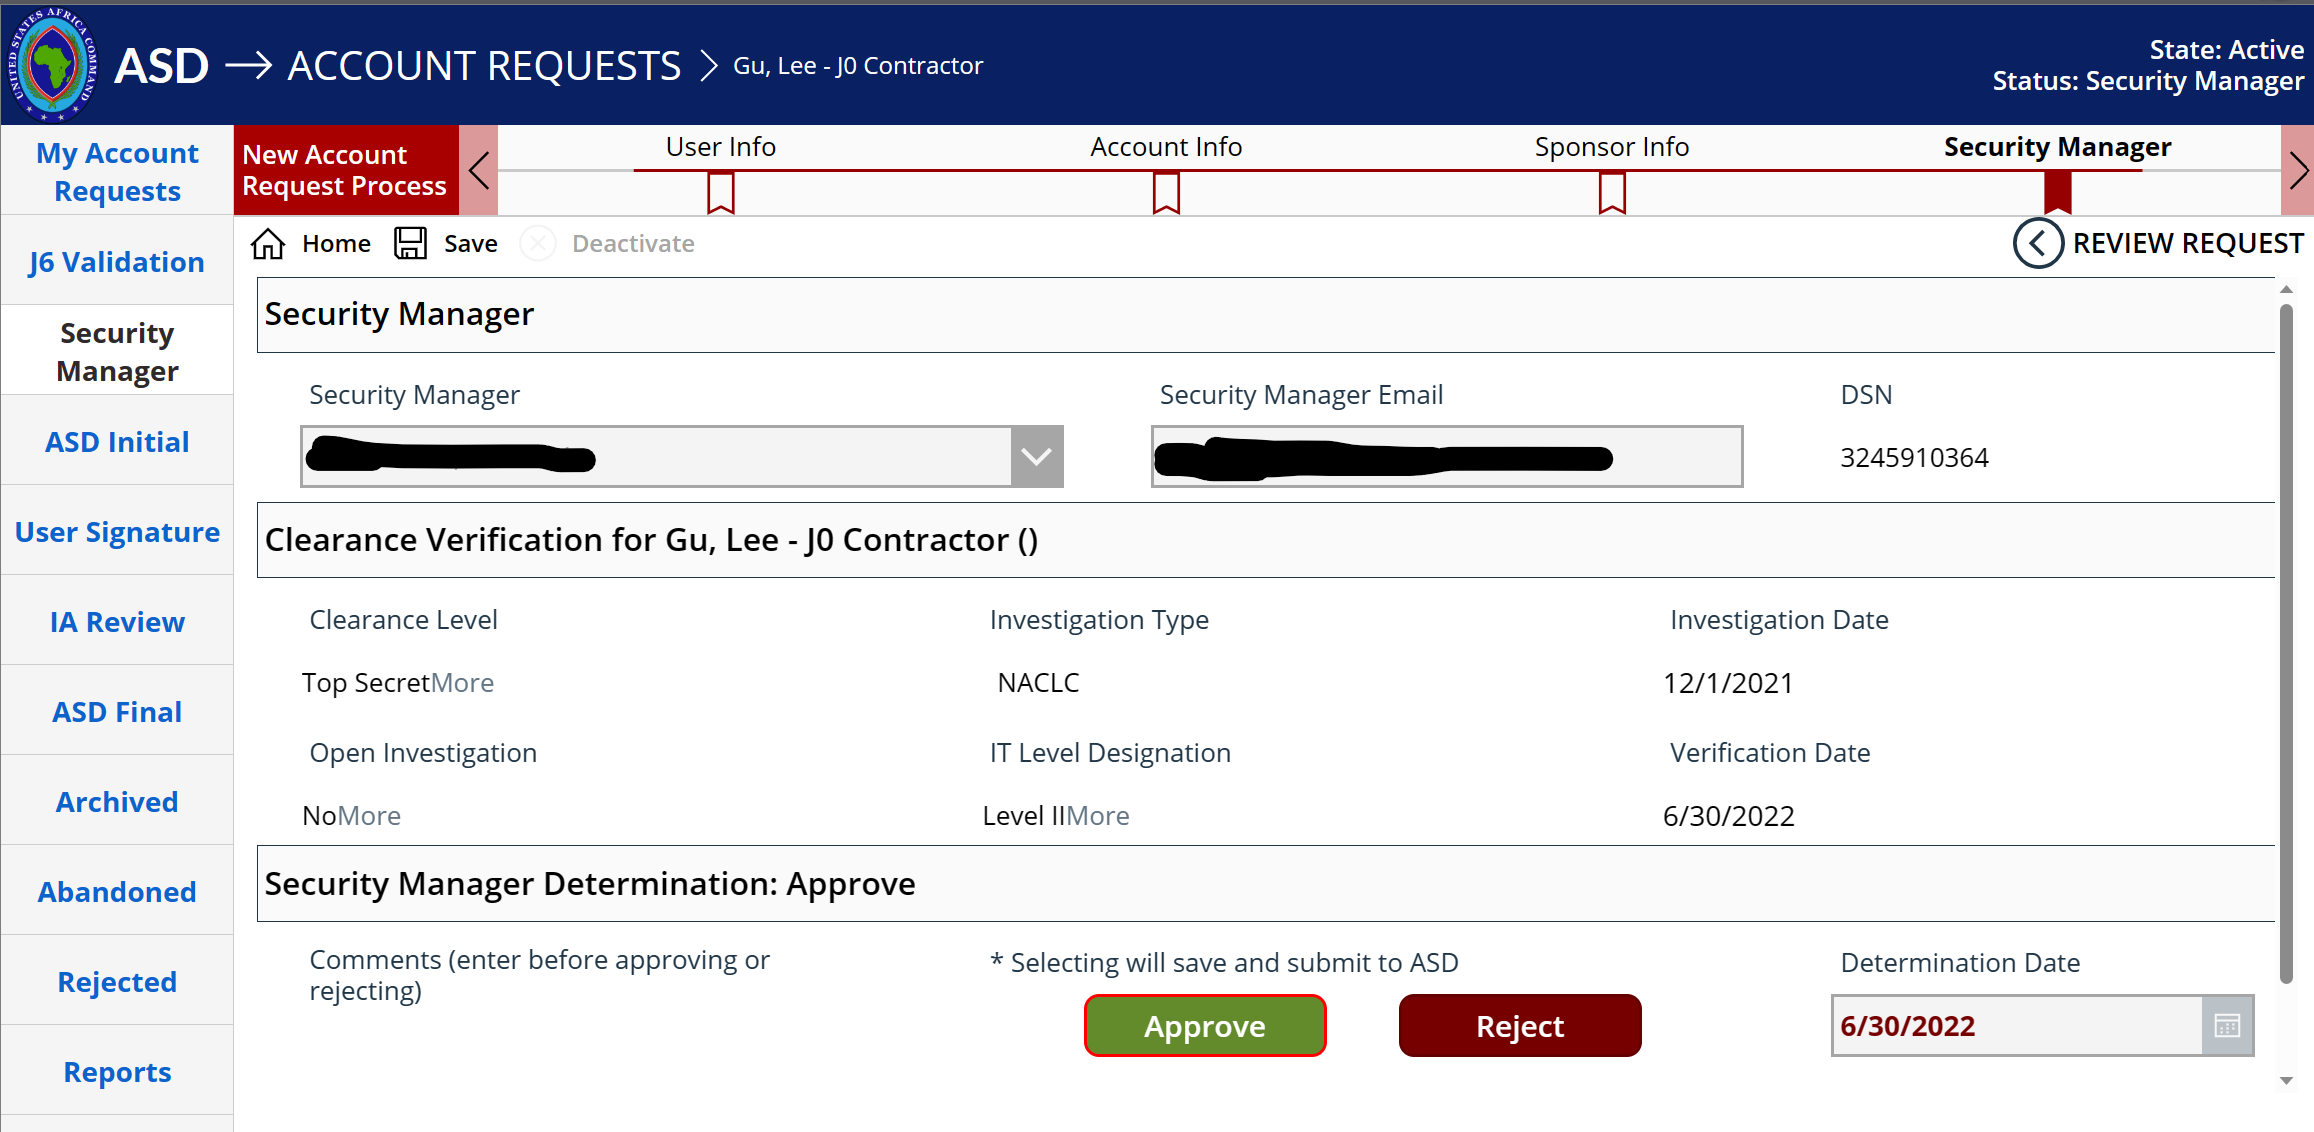 UNITED STATES AFRICA COMMAND
ASD → ACCOUNT REQUESTS > Gu, Lee - J0 Contractor
State: Active
Status: Security Manager
My Account
Requests
J6 Validation
Security
Manager
ASD Initial
User Signature
IA Review
ASD Final
Archived
Abandoned
Rejected
Reports
New Account
Request Process
User Info
Account Info
Sponsor Info
Security Manager
Home
Save
Deactivate
REVIEW REQUEST
Security Manager
Security Manager
Security Manager Email
DSN
3245910364
Clearance Verification for Gu, Lee - J0 Contractor ()
Clearance Level
Investigation Type
Investigation Date
Top SecretMore
NACLC
12/1/2021
Open Investigation
IT Level Designation
Verification Date
NoMore
Level IIMore
6/30/2022
Security Manager Determination: Approve
Comments (enter before approving or
rejecting)
* Selecting will save and submit to ASD
Determination Date
Approve
Reject
6/30/2022